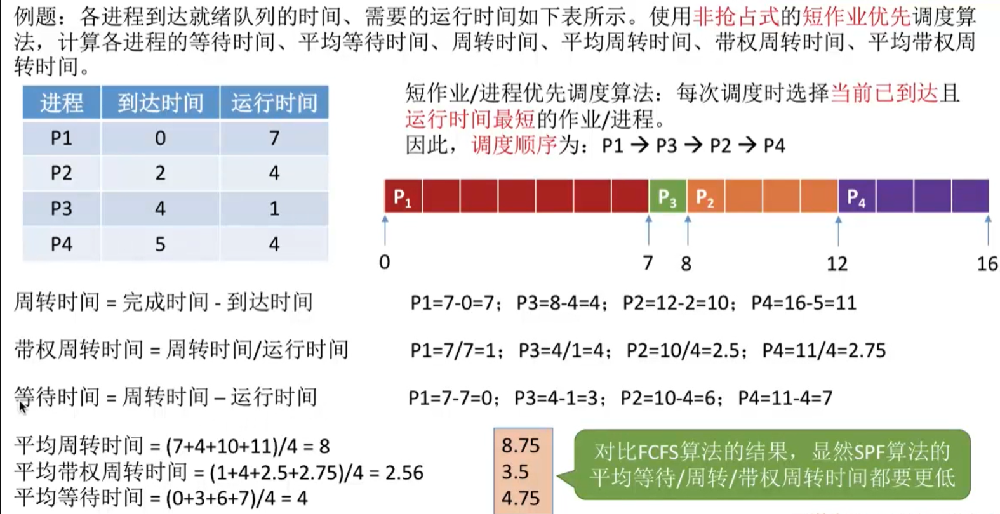 例题：各进程到达就绪队列的时间、需要的运行时间如下表所示。使用非抢占式的短作业优先调度算
法，计算各进程的等待时间、平均等待时间、周转时间、平均周转时间、带权周转时间、平均带权周
转时间。
进程 到达时间 运行时间
P1 0 7
P2 2 4
P3 4 1
P4 5 4
短作业/进程优先调度算法：每次调度时选择当前已到达且
运行时间最短的作业/进程。
因此，调度顺序为：P1 → P3 → P2 → P4
P1 P3 P2 P4
0 7 8 12 16
周转时间 = 完成时间 - 到达时间 P1=7-0=7；P3=8-4=4；P2=12-2=10；P4=16-5=11
带权周转时间 = 周转时间/运行时间 P1=7/7=1；P3=4/1=4；P2=10/4=2.5；P4=11/4=2.75
等待时间 = 周转时间 – 运行时间 P1=7-7=0；P3=4-1=3；P2=10-4=6；P4=11-4=7
平均周转时间 = (7+4+10+11)/4 = 8
平均带权周转时间 = (1+4+2.5+2.75)/4 = 2.56
平均等待时间 = (0+3+6+7)/4 = 4
8.75
3.5
4.75
对比FCFS算法的结果，显然SPF算法的
平均等待/周转/带权周转时间都要更低